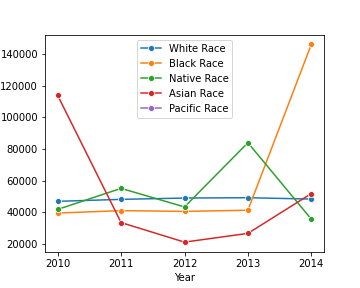 White Race
Black Race
Native Race
Asian Race
Pacific Race
140000
120000
100000
80000
60000
40000
20000
2010 2011 2012 2013 2014
Year